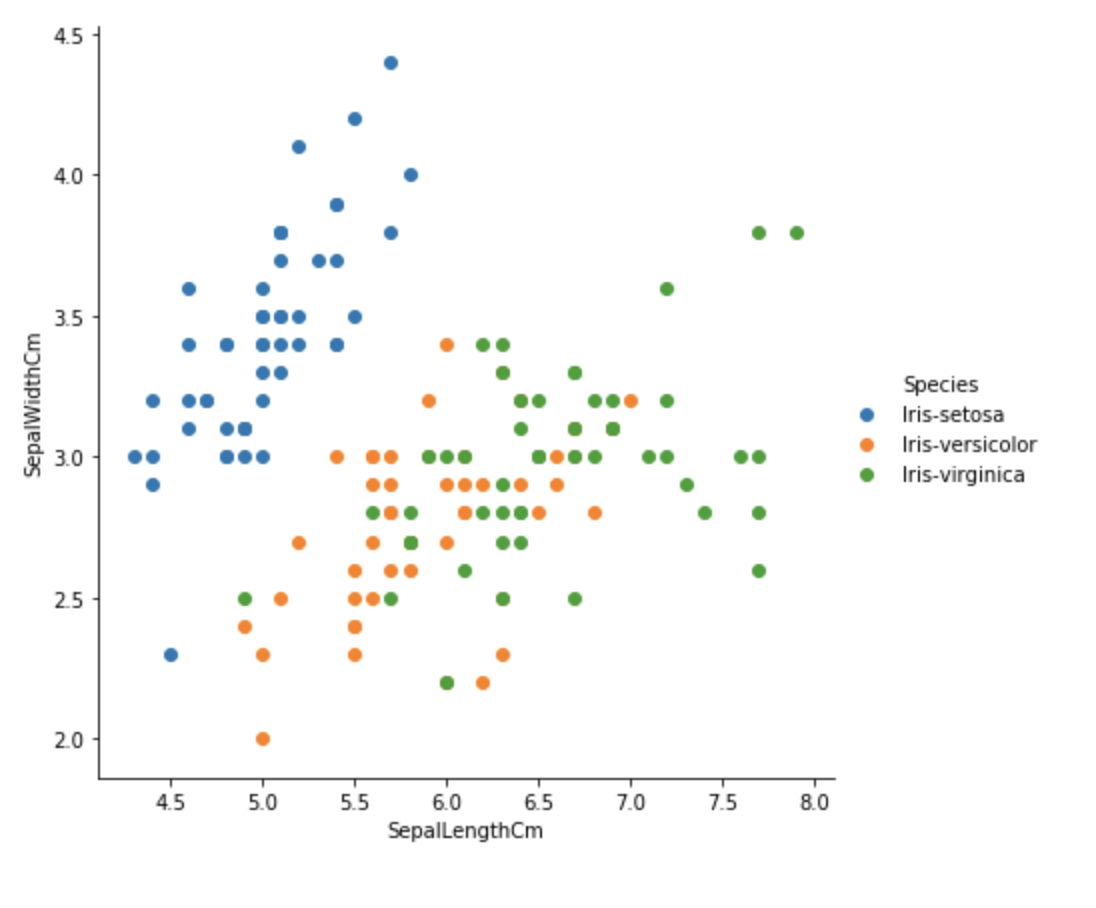 4.5
4.0
3.5
3.0
2.5
2.0
SepalWidthCm
4.5 5.0 5.5 6.0 6.5 7.0 7.5 8.0
SepalLengthCm
Species
Iris-setosa
Iris-versicolor
Iris-virginica